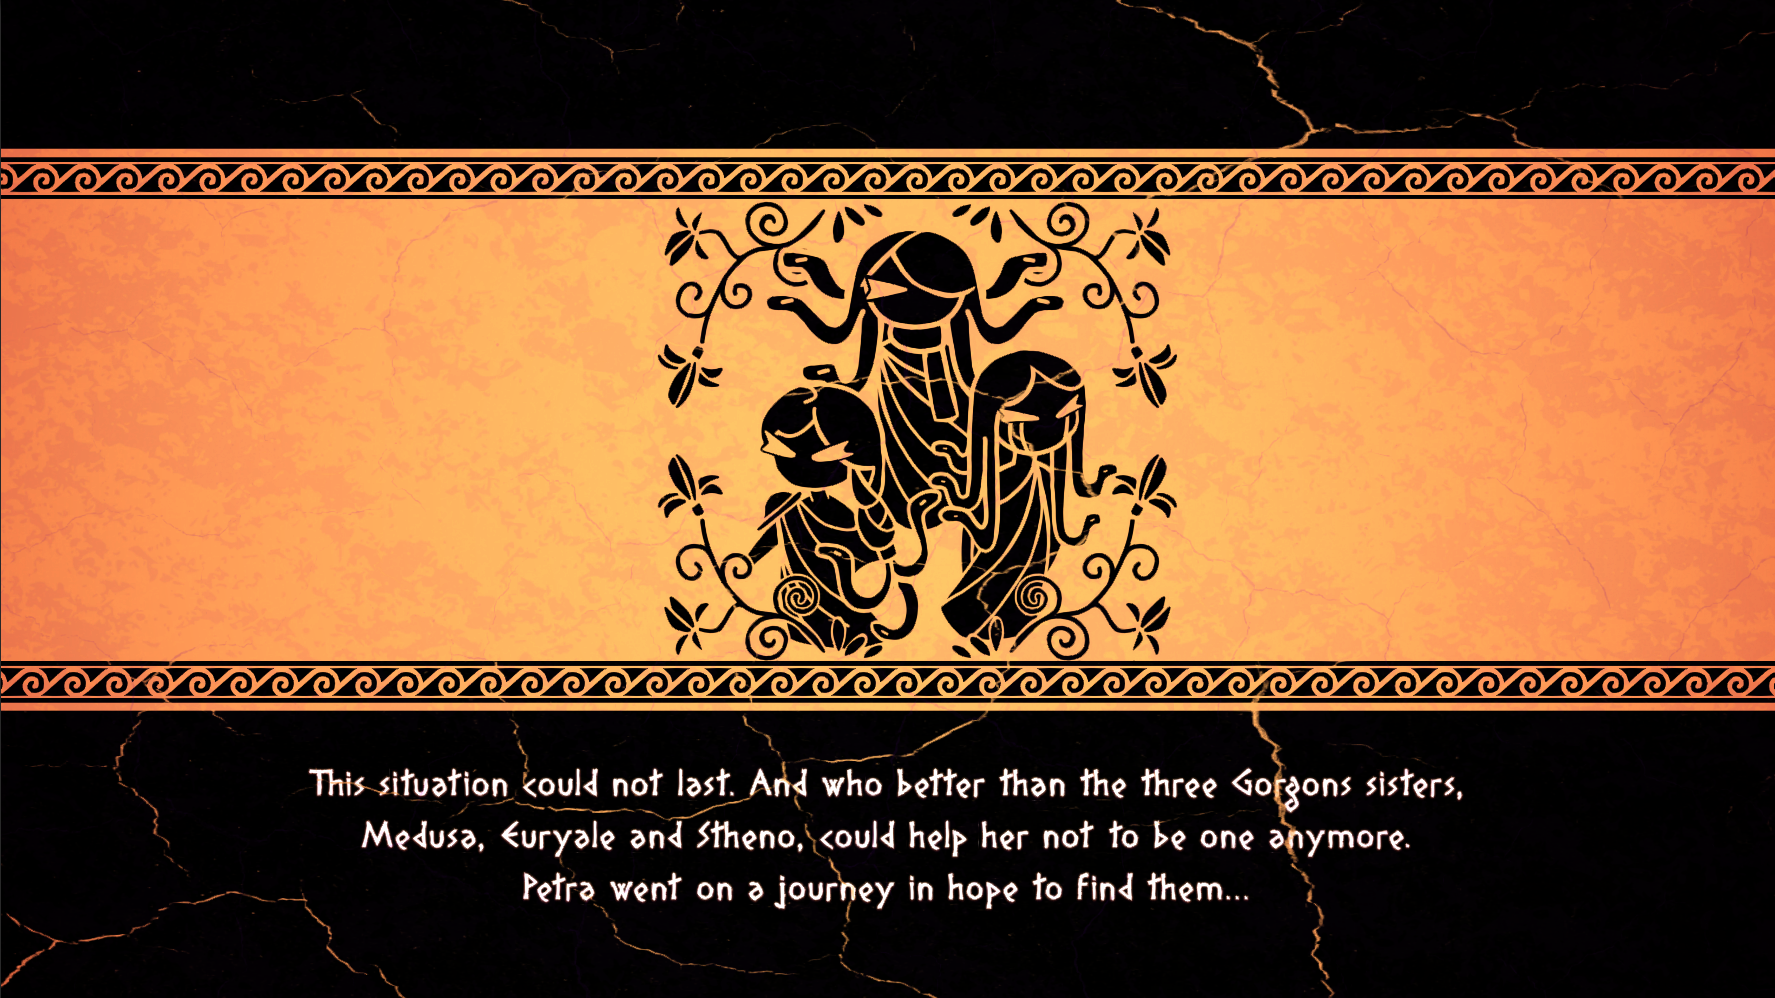 This situation could not last. And who better than the three Gorgons sisters,
Medusa, Euryale and Stheno, could help her not to be one anymore.
Petra went on a journey in hope to find them...